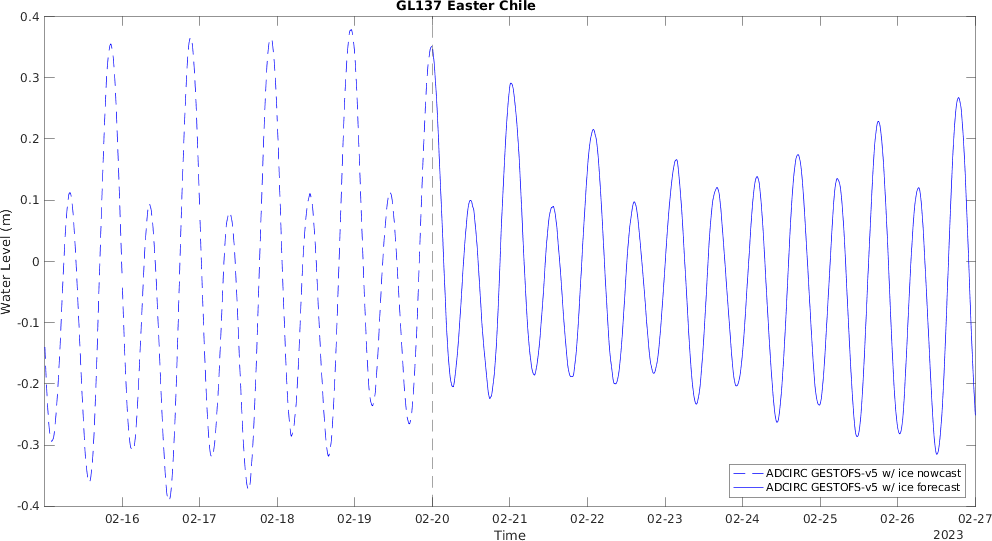 GL137 Easter Chile
0.4
0.3
0.2
0.1
0
-0.1
-0.2
-0.3
-0.4
Water Level (m)
ADCIRC GESTOFS-v5 w/ ice nowcast
ADCIRC GESTOFS-v5 w/ ice forecast
02-16 02-17 02-18 02-19 02-20 02-21 02-22 02-23 02-24 02-25 02-26 02-27
Time
2023